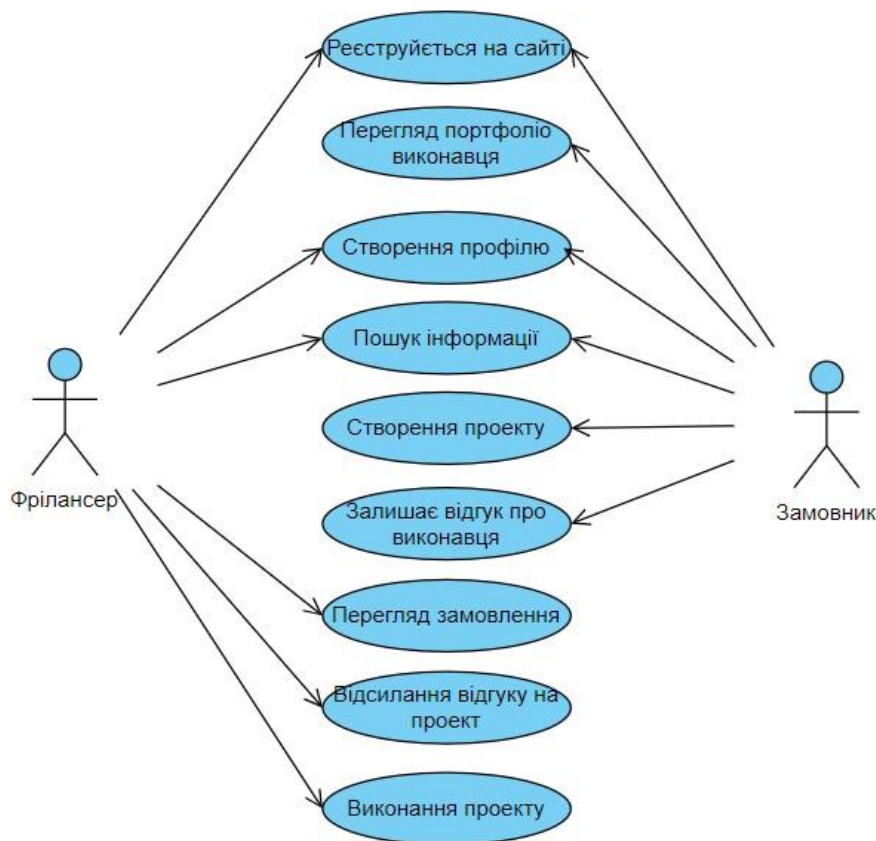 Реєструйється на сайті
Перегляд портфоліо
виконавця
Створення профілю
Пошук інформації
Створення проекту
Фрілансер
Залишає відгук про
виконавця
Замовник
Перегляд замовлення
Відсилання відгуку на
проект
Виконання проекту